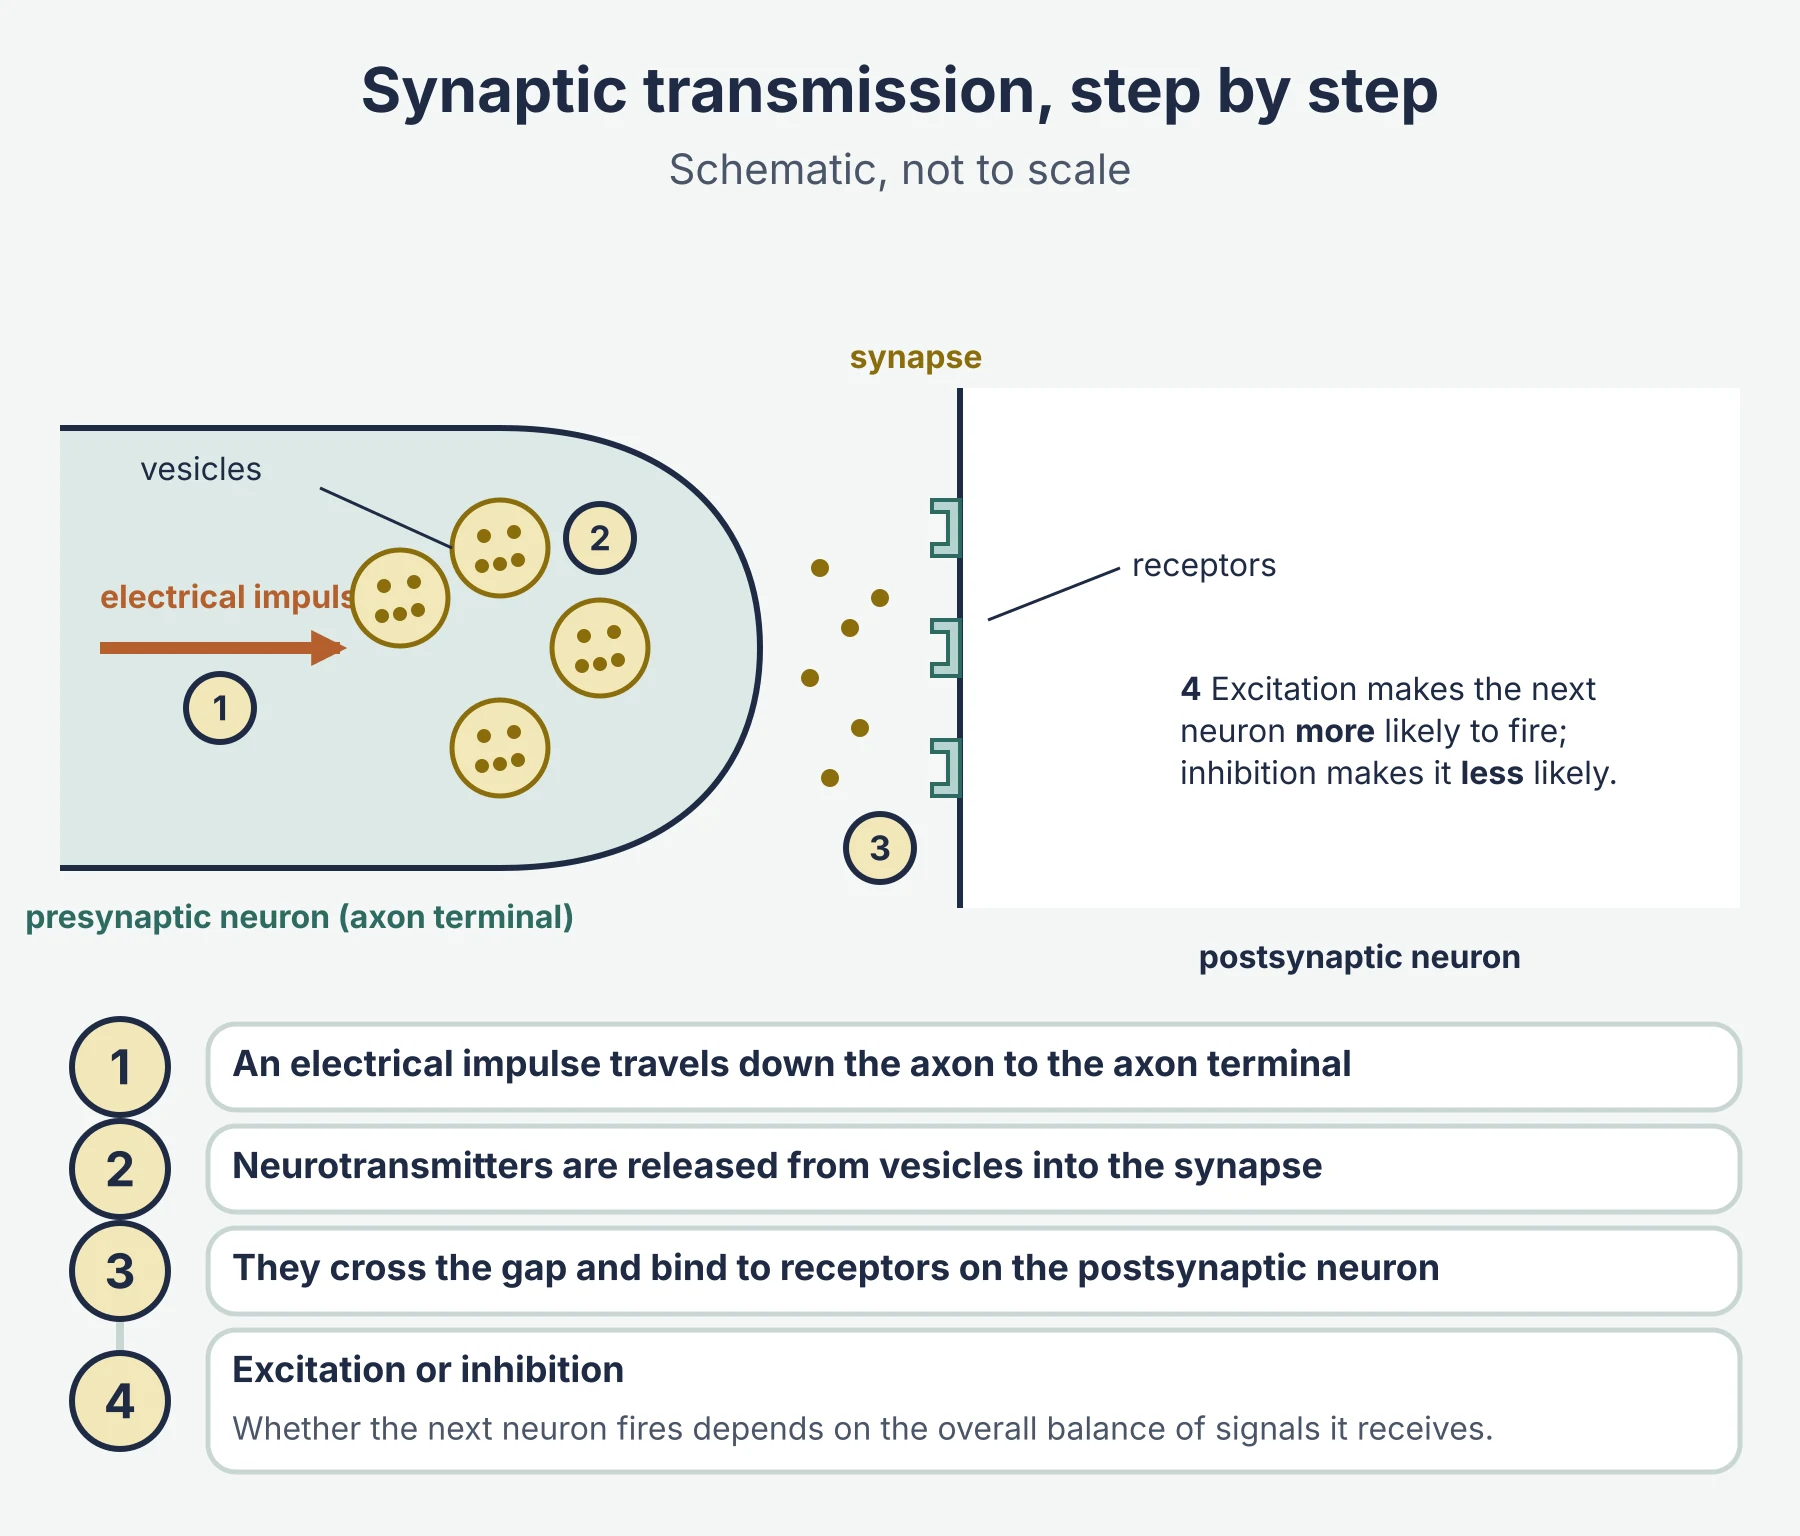 Synaptic transmission, step by step
Schematic, not to scale
synapse
vesicles
2
electrical impuls
1
receptors
4 Excitation makes the next
neuron more likely to fire;
inhibition makes it less likely.
3
presynaptic neuron (axon terminal)
postsynaptic neuron
1 An electrical impulse travels down the axon to the axon terminal
2 Neurotransmitters are released from vesicles into the synapse
3 They cross the gap and bind to receptors on the postsynaptic neuron
4 Excitation or inhibition
Whether the next neuron fires depends on the overall balance of signals it receives.